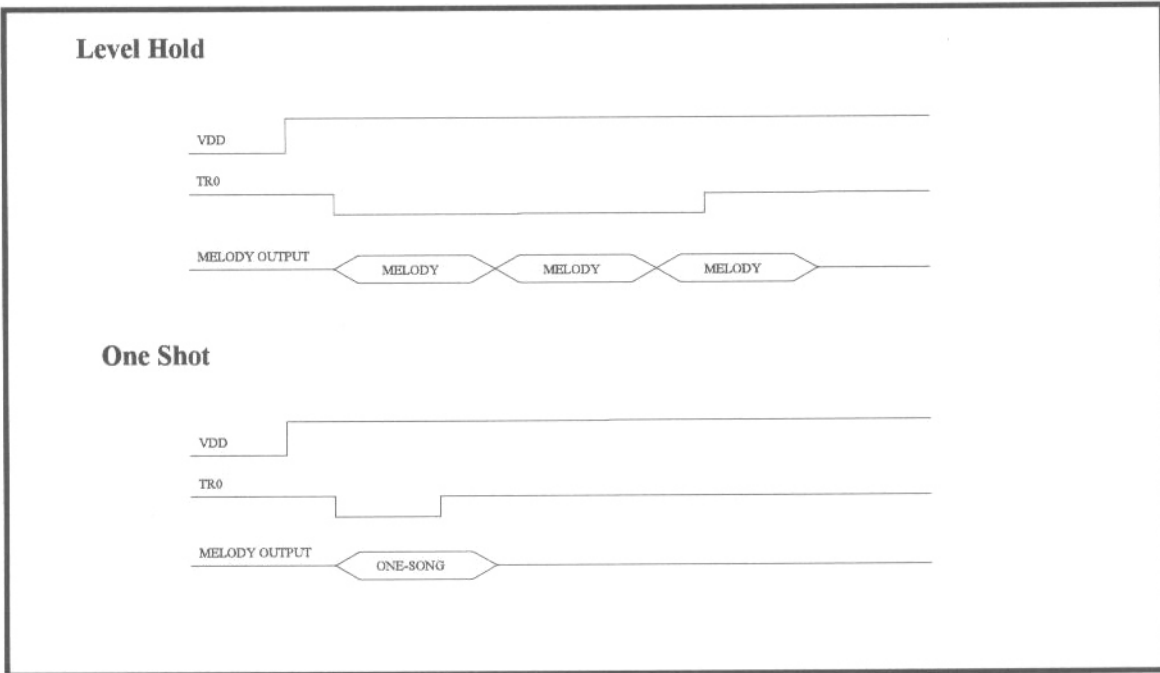 Level Hold
VDD
TR0
MELODY OUTPUT
MELODY MELODY MELODY
One Shot
VDD
TR0
MELODY OUTPUT
ONE-SONG